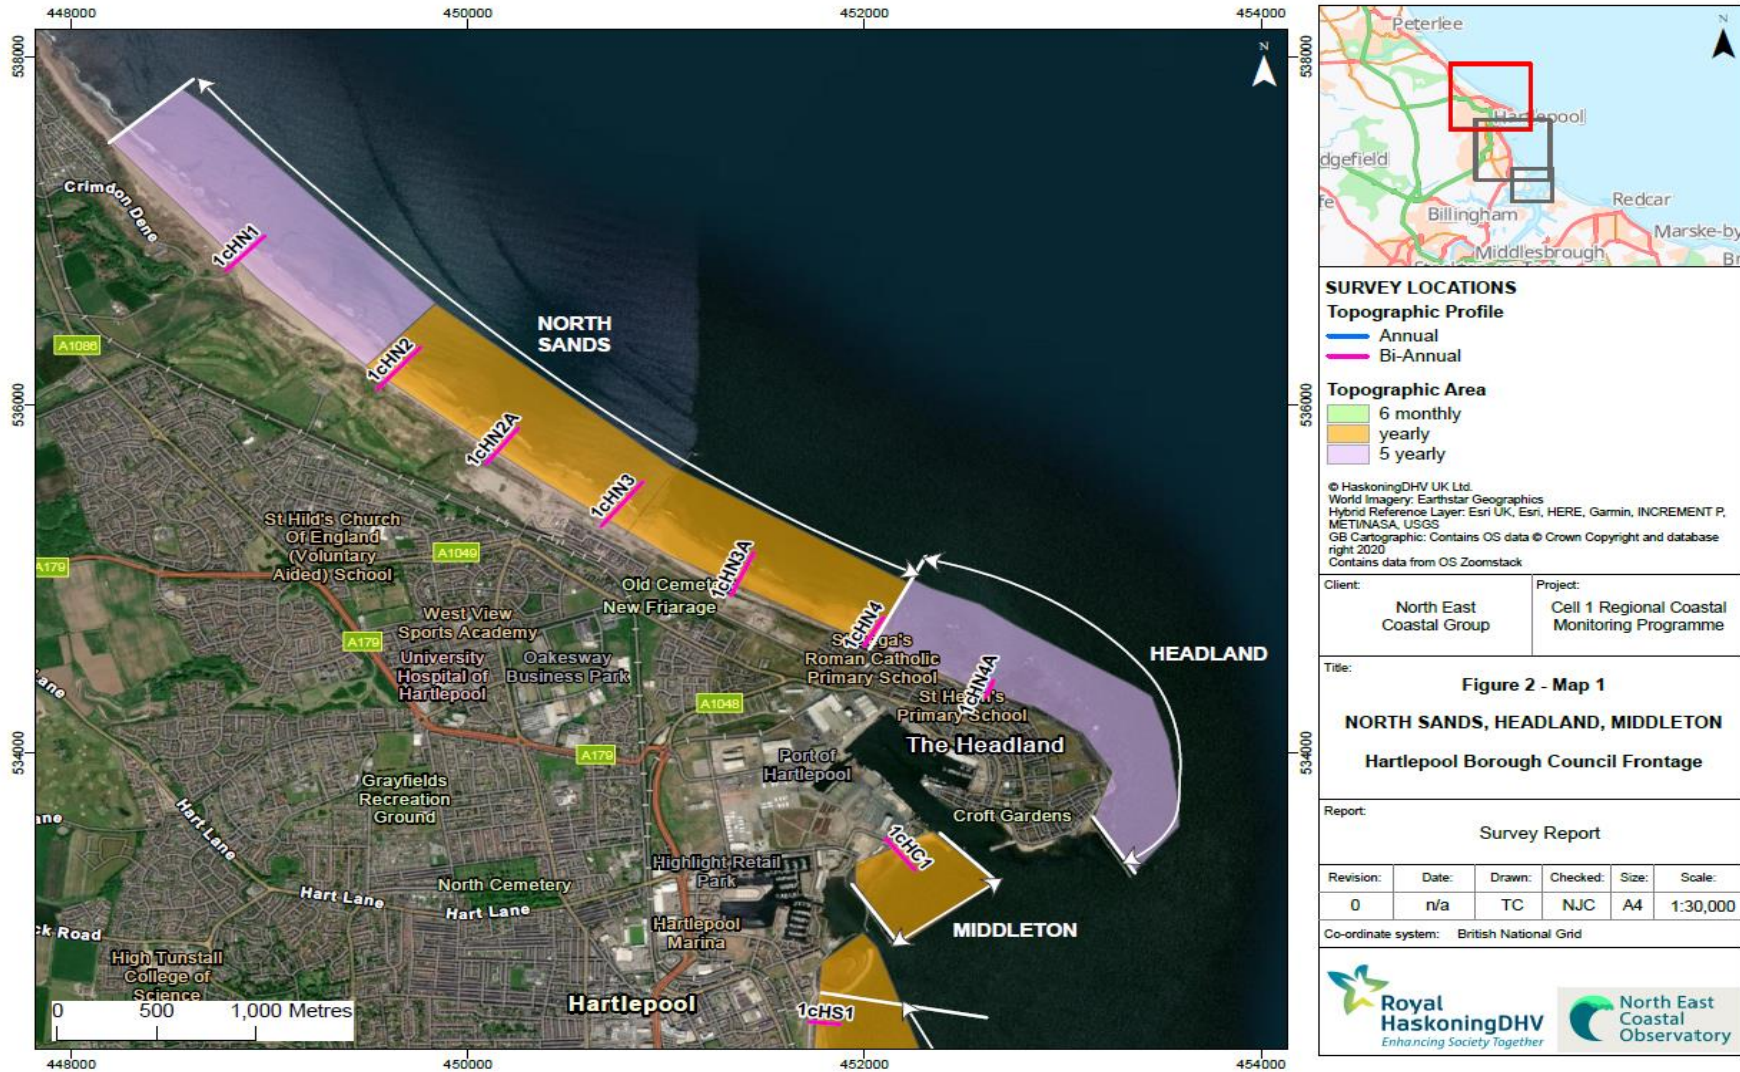 448000
450000
452000
454000
538000
536000
534000
N
Crimdon Dene
1cHN1
A1086
1cHN2
NORTH
SANDS
1cHN2A
1cHN3
St Hild's Church
Of England
(Voluntary
Aided) School
A1049
A179
1cHN3A
New Friarage
West View
Sports Academy
A179
University
Hospital of
Hartlepool
Oakesway
Business Park
1cHN4
Roman Catholic
Primary School
HEADLAND
1cHN4A
Primary School
A1048
The Headland
A179
Port of
Hartlepool
Grayfields
Recreation
Ground
Croft Gardens
Hart Lane
1cHC1
Highlight Retail
Park
North Cemetery
Hart Lane
Hart Lane
MIDDLETON
Hartlepool
Marina
High Tunstall
College of
Science
Hartlepool
1cHS1
0 500 1,000 Metres
538000
536000
534000
448000
450000
452000
454000
Peterlee
N
Hartlepool
dgefield
Billingham
Redcar
Marske-by
Middlesbrough
SURVEY LOCATIONS
Topographic Profile
Annual
Bi-Annual
Topographic Area
6 monthly
yearly
5 yearly
© HaskoningDHV UK Ltd.
World Imagery: Earthstar Geographics
Hybrid Reference Layer: Esri UK, Esri, HERE, Garmin, INCREMENT P,
METI/NASA, USGS
GB Cartographic: Contains OS data © Crown Copyright and database
right 2020
Contains data from OS Zoomstack
Client:
North East
Coastal Group
Project:
Cell 1 Regional Coastal
Monitoring Programme
Title:
Figure 2 - Map 1
NORTH SANDS, HEADLAND, MIDDLETON
Hartlepool Borough Council Frontage
Report:
Survey Report
Revision: Date: Drawn: Checked: Size: Scale:
0 n/a TC NJC A4 1:30,000
Co-ordinate system: British National Grid
Royal
HaskoningDHV
Enhancing Society Together
North East
Coastal
Observatory